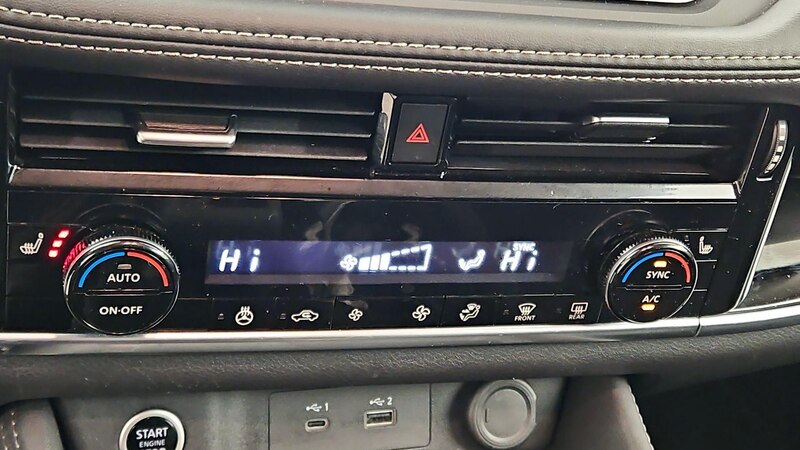 Hi
SYNC
Hi
AUTO
ON·OFF
SYNC
A/C
FRONT
REAR
1
2
START
ENGINE